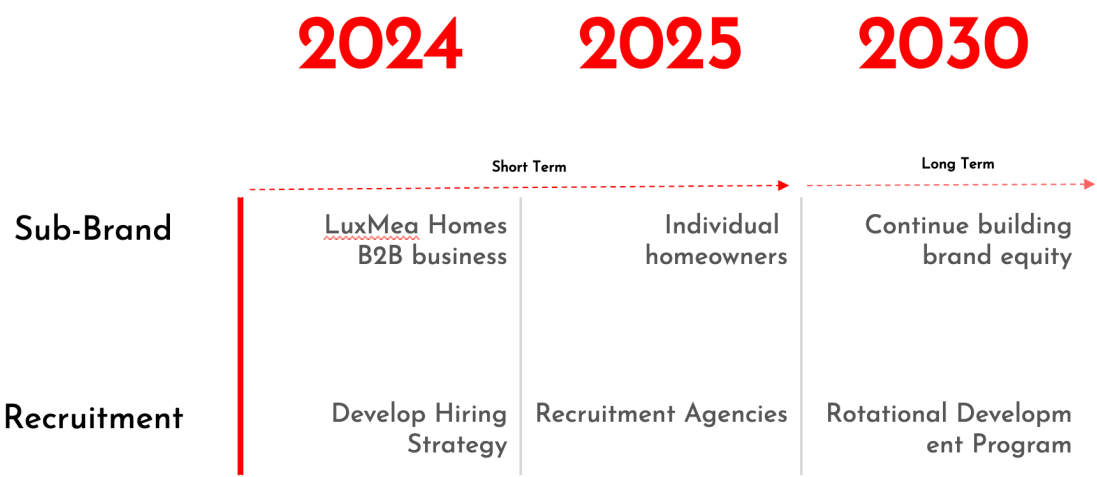 2024 2025 2030
Short Term
Long Term
Sub-Brand
LuxMea Homes
B2B business
Individual
homeowners
Continue building
brand equity
Recruitment
Develop Hiring
Strategy
Recruitment Agencies
Rotational Developm
ent Program